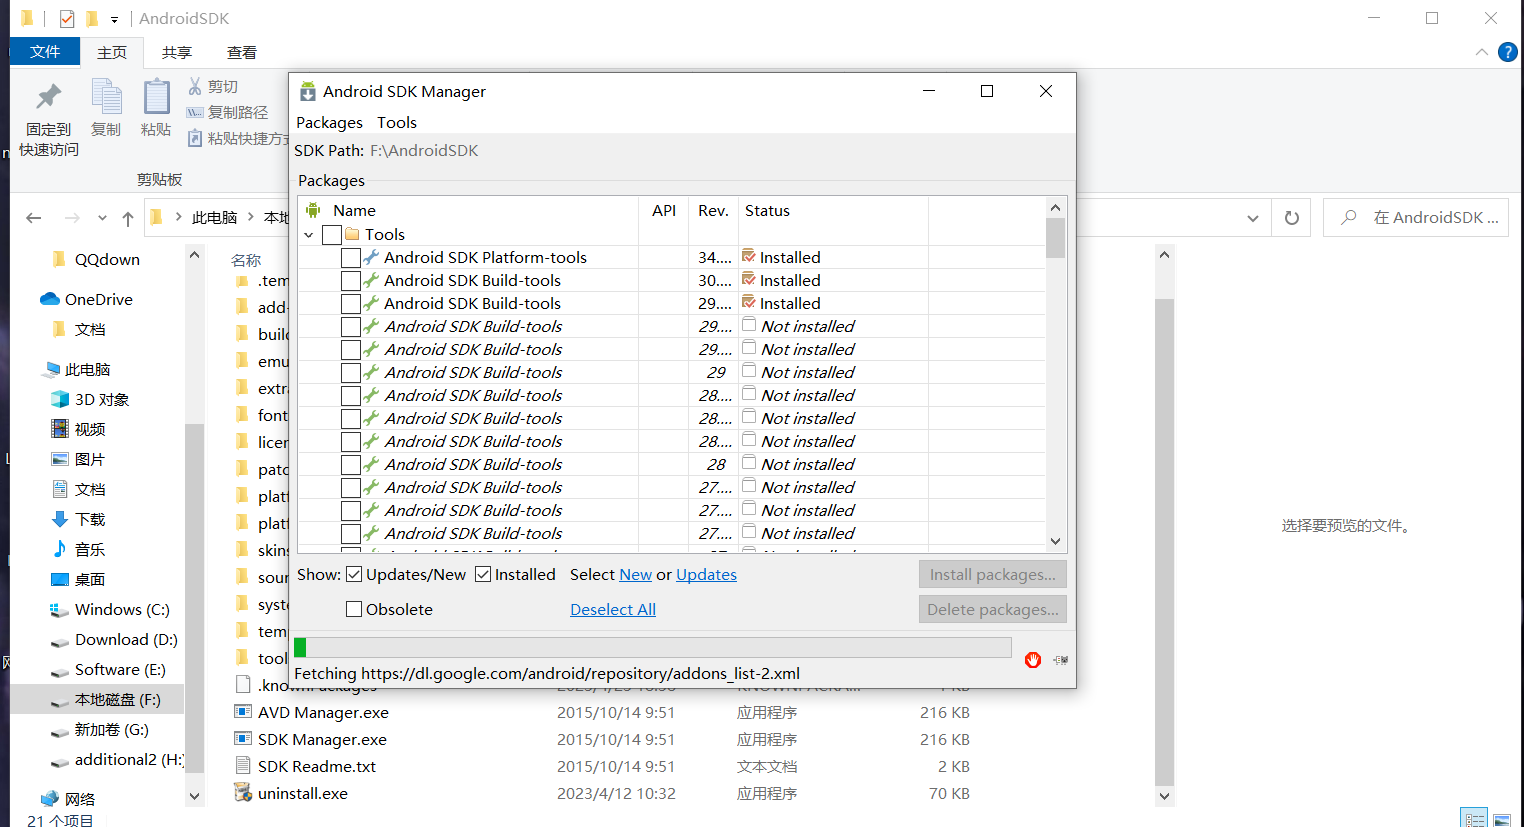 AndroidSDK
文件 主页 共享 查看
固定到
快速访问
复制
粘贴
剪切
复制路径
粘贴快捷方式
剪贴板
此电脑
在 AndroidSDK ...
QQdown
OneDrive
文档
此电脑
3D 对象
视频
图片
文档
下载
音乐
桌面
Windows (C:)
Download (D:)
Software (E:)
本地磁盘 (F:)
新加卷 (G:)
additional2 (H:)
网络
21 个项目
名称
.tem
add-
build
emu
extra
font
licen
patc
platf
platf
skins
sour
syste
tem
tool
.knownPackages
AVD Manager.exe 2015/10/14 9:51 应用程序 216 KB
SDK Manager.exe 2015/10/14 9:51 应用程序 216 KB
SDK Readme.txt 2015/10/14 9:51 文本文档 2 KB
uninstall.exe 2023/4/12 10:32 应用程序 70 KB
选择要预览的文件。
Android SDK Manager
Packages Tools
SDK Path: F:\AndroidSDK
Packages
Name API Rev. Status
Tools
Android SDK Platform-tools 34.... Installed
Android SDK Build-tools 30.... Installed
Android SDK Build-tools 29.... Installed
Android SDK Build-tools 29.... Not installed
Android SDK Build-tools 29.... Not installed
Android SDK Build-tools 29 Not installed
Android SDK Build-tools 28.... Not installed
Android SDK Build-tools 28.... Not installed
Android SDK Build-tools 28.... Not installed
Android SDK Build-tools 28 Not installed
Android SDK Build-tools 27.... Not installed
Android SDK Build-tools 27.... Not installed
Android SDK Build-tools 27.... Not installed
Show: Updates/New Installed Select New or Updates Install packages...
Obsolete Deselect All Delete packages...
Fetching https://dl.google.com/android/repository/addons_list-2.xml